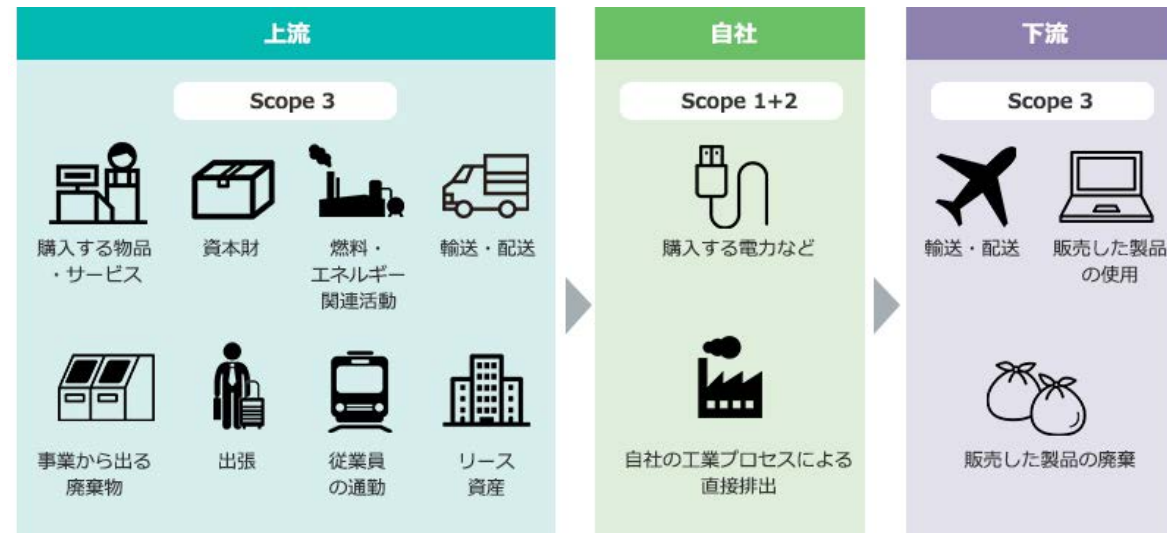 上流
Scope 3
購入する物品
・サービス
資本財
燃料・
エネルギー
関連活動
輸送・配送
事業から出る
廃棄物
出張
従業員
の通勤
リース
資産
自社
Scope 1+2
購入する電力など
自社の工業プロセスによる
直接排出
下流
Scope 3
輸送・配送
販売した製品
の使用
販売した製品の廃棄